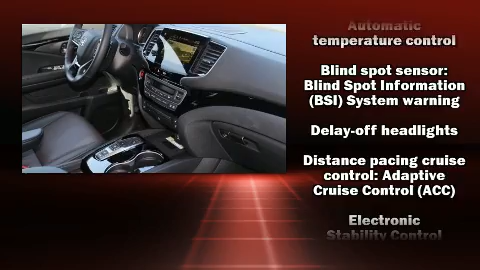 Automatic
temperature control
Blind spot sensor:
Blind Spot Information
(BSI) System warning
Delay-off headlights
Distance pacing cruise
control: Adaptive
Cruise Control (ACC)
Electronic
Stability Control